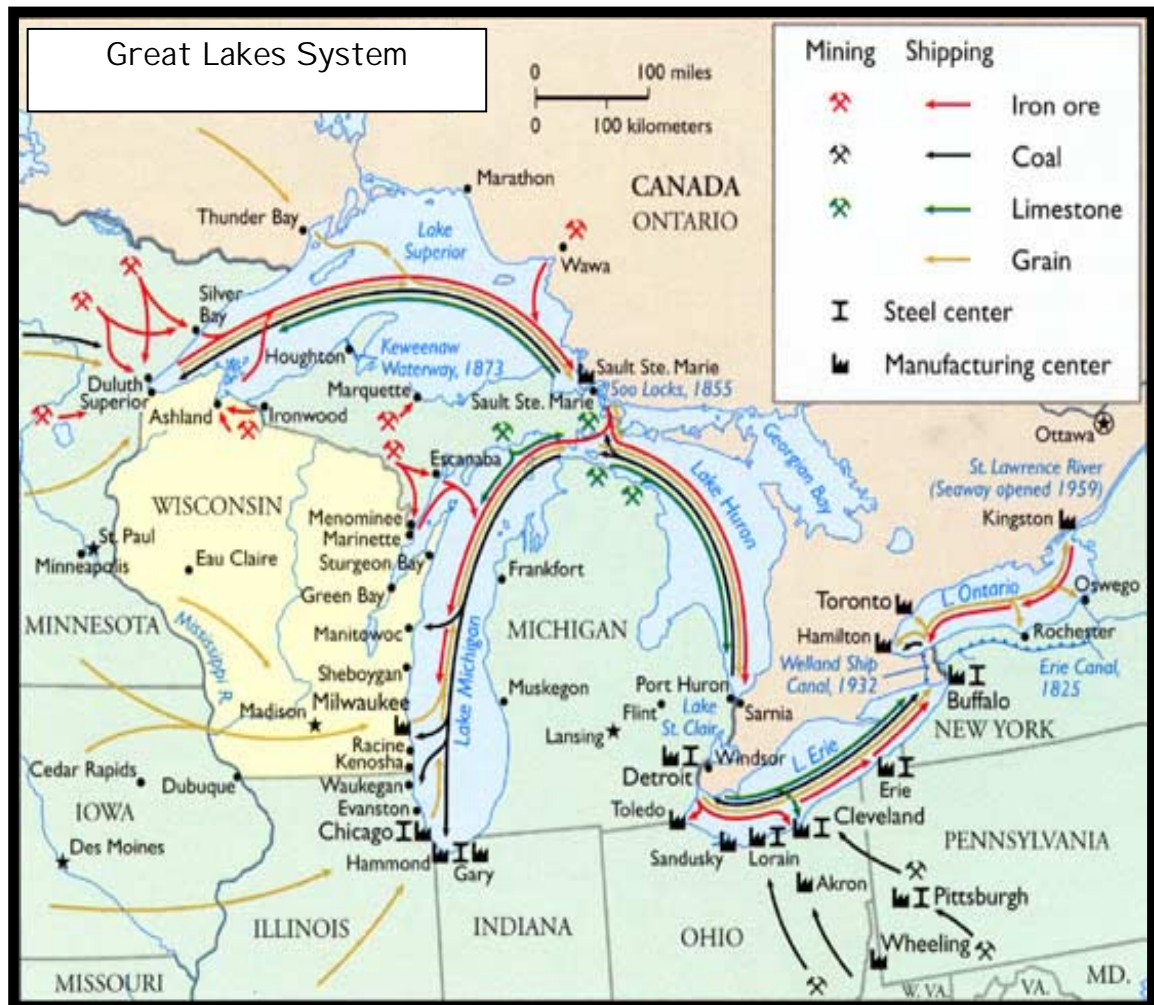 Great Lakes System
0 100 miles
0 100 kilometers
Mining Shipping
Iron ore
Coal
Limestone
Grain
Steel center
Manufacturing center
Marathon
CANADA
ONTARIO
Thunder Bay
Lake
Superior
Wawa
Silver
Bay
Houghton
Keweenaw
Waterway, 1873
Sault Ste. Marie
Soo Locks, 1855
Duluth
Superior
Marquette
Sault Ste. Marie
Ashland
Ironwood
Ottawa
Georgian Bay
Lake Huron
St. Lawrence River
(Seaway opened 1959)
Kingston
Escanaba
WISCONSIN
Menominee
Marinette
St. Paul
Minneapolis
Eau Claire
Sturgeon Bay
Frankfort
Green Bay
L. Ontario
Oswego
Toronto
MINNESOTA
Mississippi R.
Manitowoc
MICHIGAN
Hamilton
Rochester
Welland Ship
Canal, 1932
Erie Canal,
1825
Sheboygan
Lake Michigan
Milwaukee
Muskegon
Port Huron
Buffalo
Madison
Flint
Lake
St. Clair
Sarnia
NEW YORK
Lansing
Racine
Kenosha
Windsor
L. Erie
Cedar Rapids
Dubuque
Waukegan
Detroit
Erie
IOWA
Evanston
Toledo
Cleveland
Chicago
PENNSYLVANIA
Des Moines
Hammond
Gary
Sandusky
Lorain
Akron
Pittsburgh
ILLINOIS
INDIANA
OHIO
Wheeling
MISSOURI
W. VA.
VA.
MD.